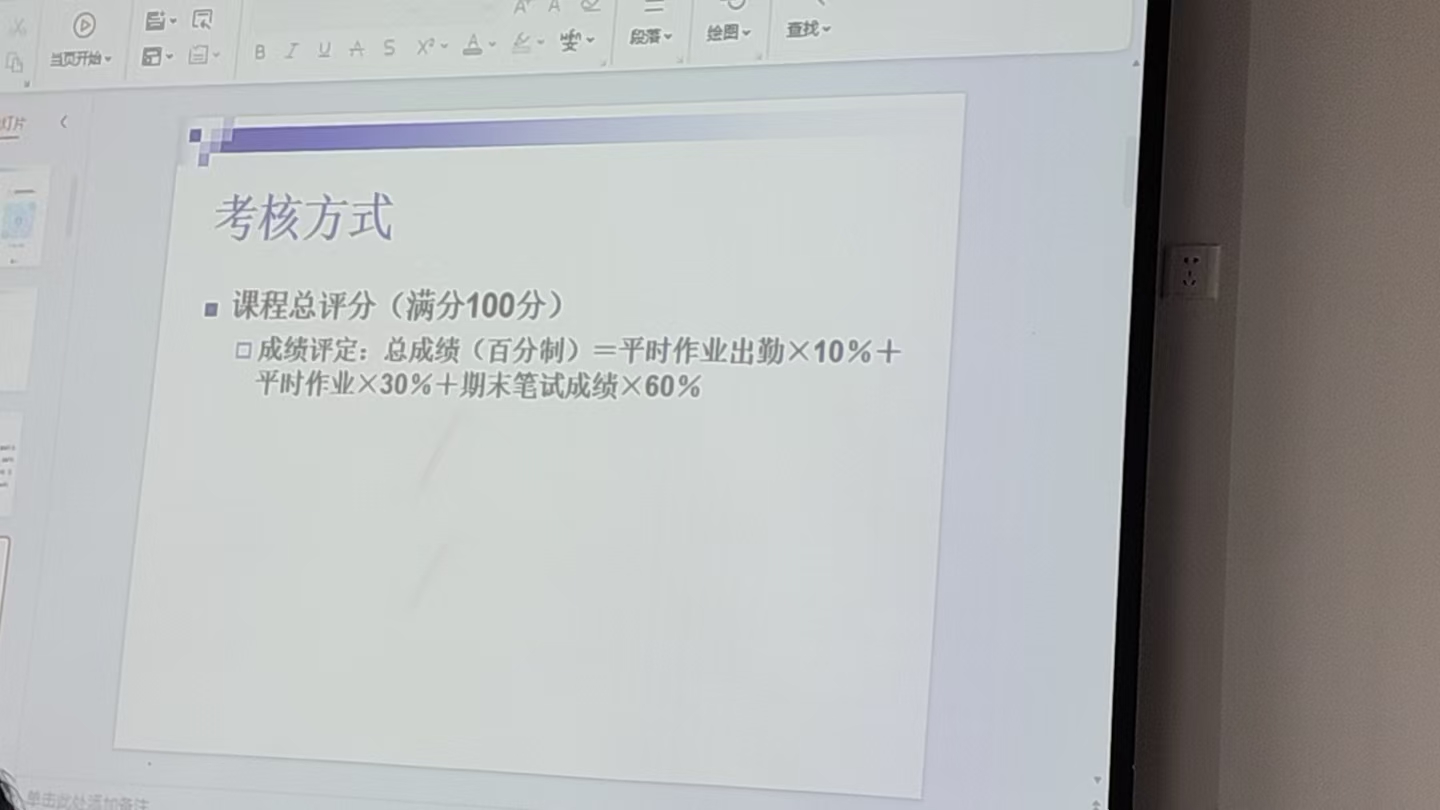 当页开始
B I U A S X² A
段落
绘图
查找
灯片
考核方式
课程总评分（满分100分）
成绩评定：总成绩（百分制）＝平时作业出勤×10％＋
平时作业×30％＋期末笔试成绩×60％
单击此处添加备注